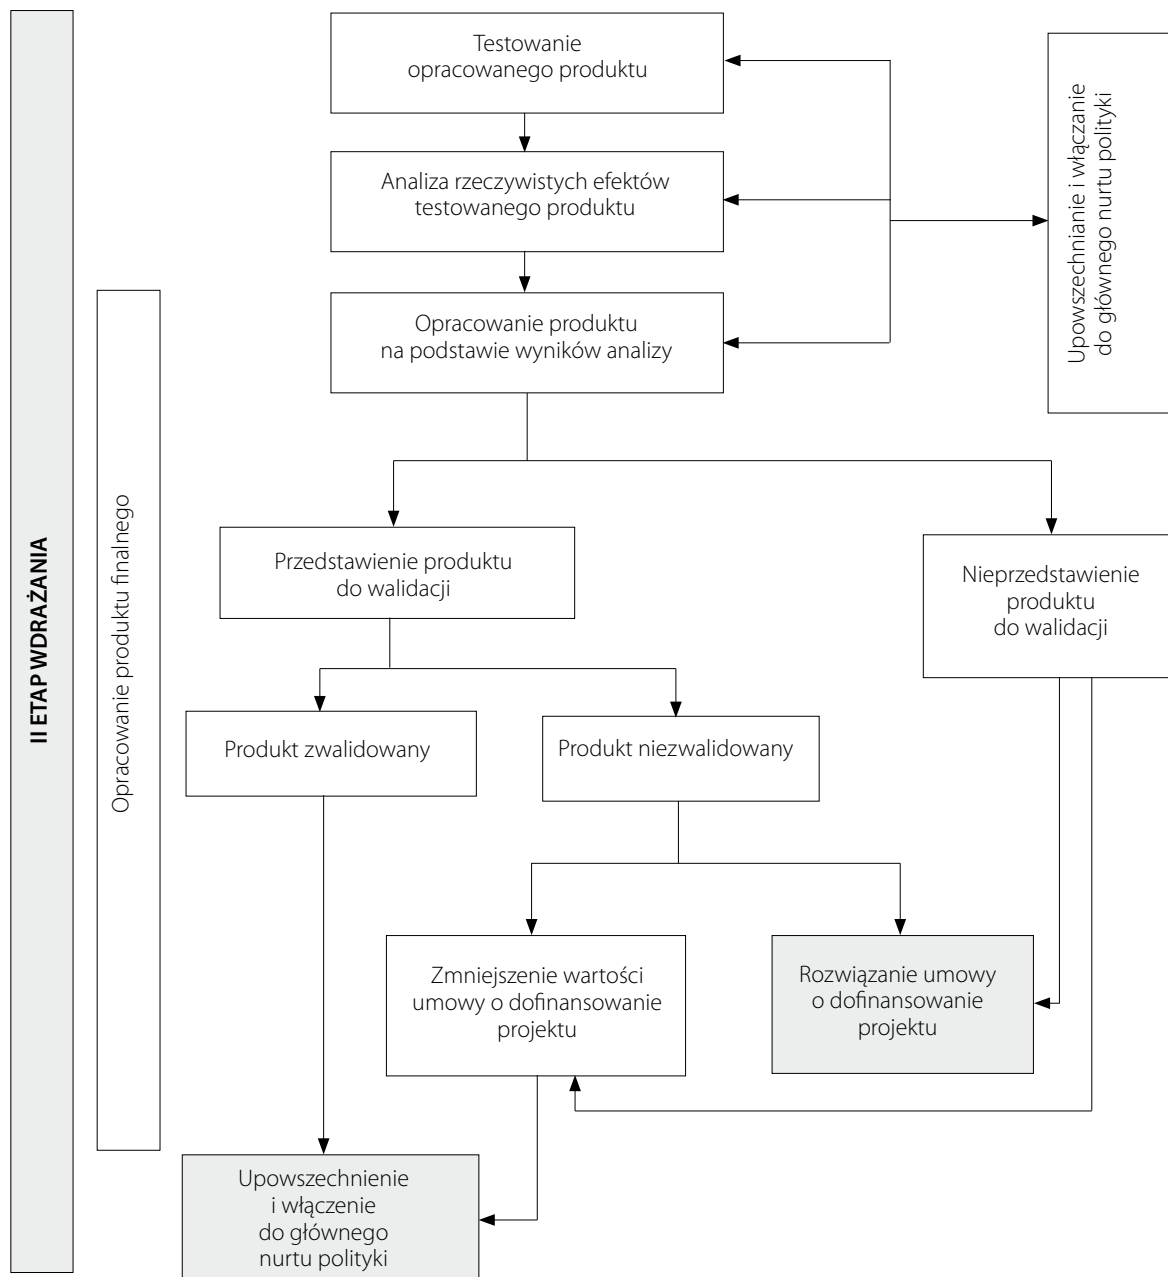 Testowanie
opracowanego produktu
Upowszechnianie i włączanie
do głównego nurtu polityki
Analiza rzeczywistych efektów
testowanego produktu
Opracowanie produktu
na podstawie wyników analizy
II ETAP WDRAŻANIA
Opracowanie produktu finalnego
Przedstawienie produktu
do walidacji
Nieprzedstawienie
produktu
do walidacji
Produkt zwalidowany
Produkt niezwalidowany
Zmniejszenie wartości
umowy o dofinansowanie
projektu
Rozwiązanie umowy
o dofinansowanie
projektu
Upowszechnienie
i włączenie
do głównego
nurtu polityki